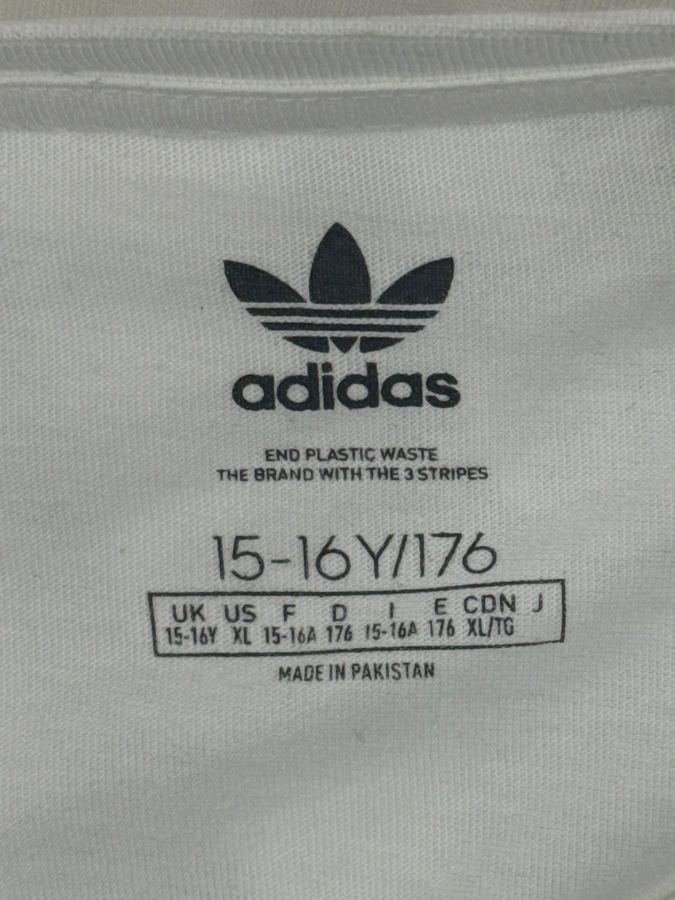 adidas
END PLASTIC WASTE
THE BRAND WITH THE 3 STRIPES
15-16Y/176
UK US F D I E CDN J
15-16Y XL 15-16A 176 15-16A 176 XL/TG
MADE IN PAKISTAN